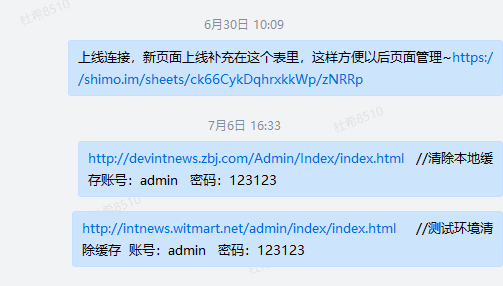 杜希8510
6月30日 10:09
上线连接，新页面上线补充在这个表里，这样方便以后页面管理~https:/
/shimo.im/sheets/ck66CykDqhrxkkWp/zNRRp
7月6日 16:33
杜希8510
http://devintnews.zbj.com/Admin/Index/index.html //清除本地缓
存账号：admin 密码：123123
杜希8510
http://intnews.witmart.net/admin/index/index.html //测试环境清
除缓存 账号：admin 密码：123123